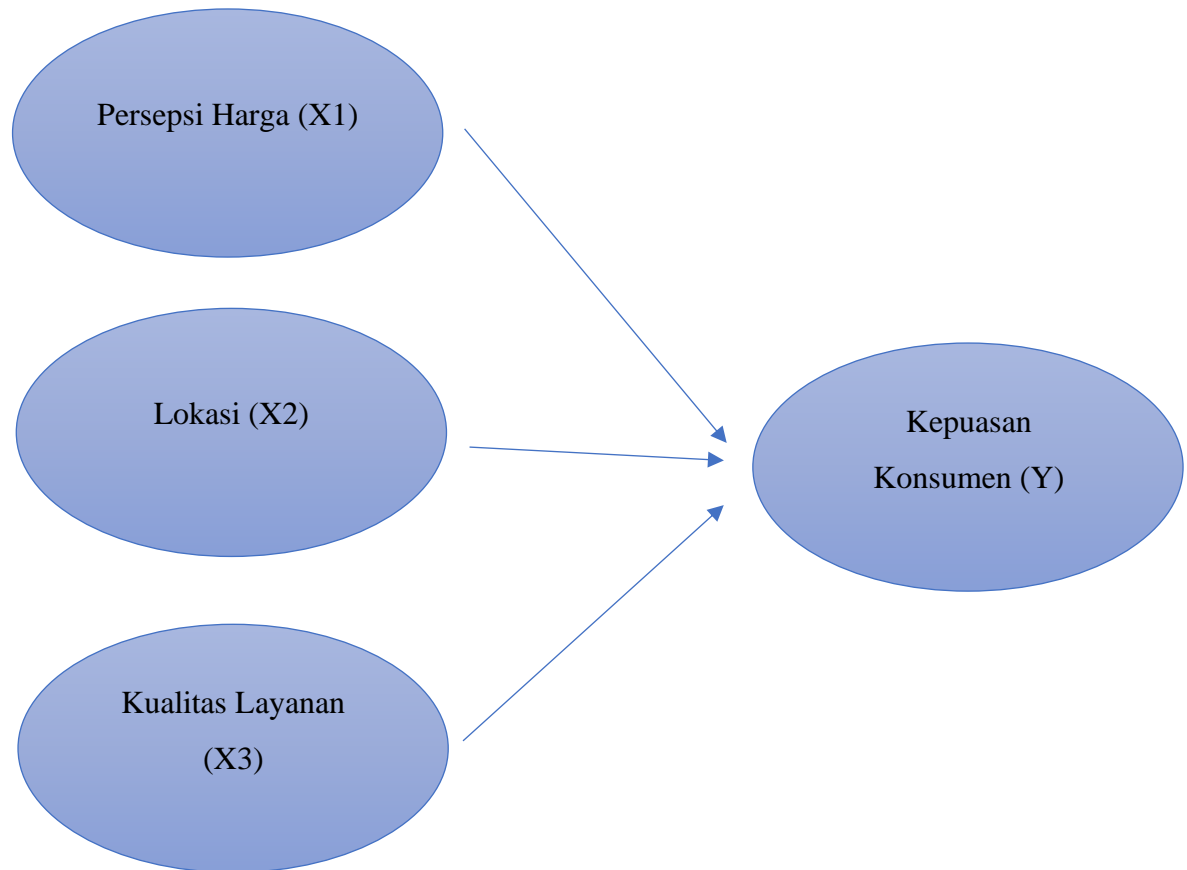 Persepsi Harga (X1)
Lokasi (X2)
Kepuasan
Konsumen (Y)
Kualitas Layanan
(X3)